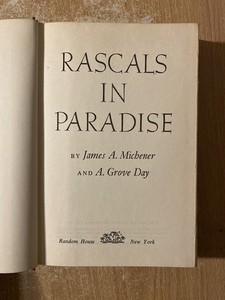 RASCALS
IN
PARADISE
BY James A. Michener
AND A. Grove Day
Random House New York